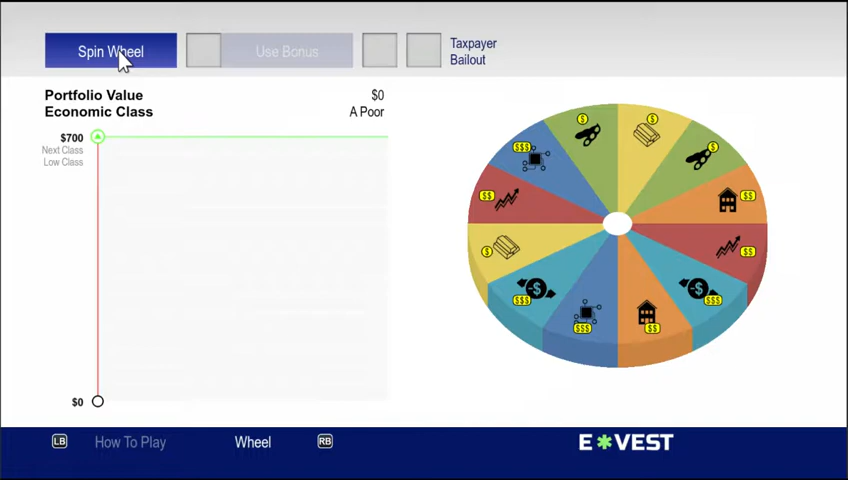 Spin Wheel
Use Bonus
Taxpayer
Bailout
Portfolio Value $0
Economic Class A Poor
$700
Next Class
Low Class
$0
$
$
$
$$
$$
$$$
$$
$$$
$$$
$
$$
$$$
-$
-$
LB How To Play Wheel RB
E*VEST